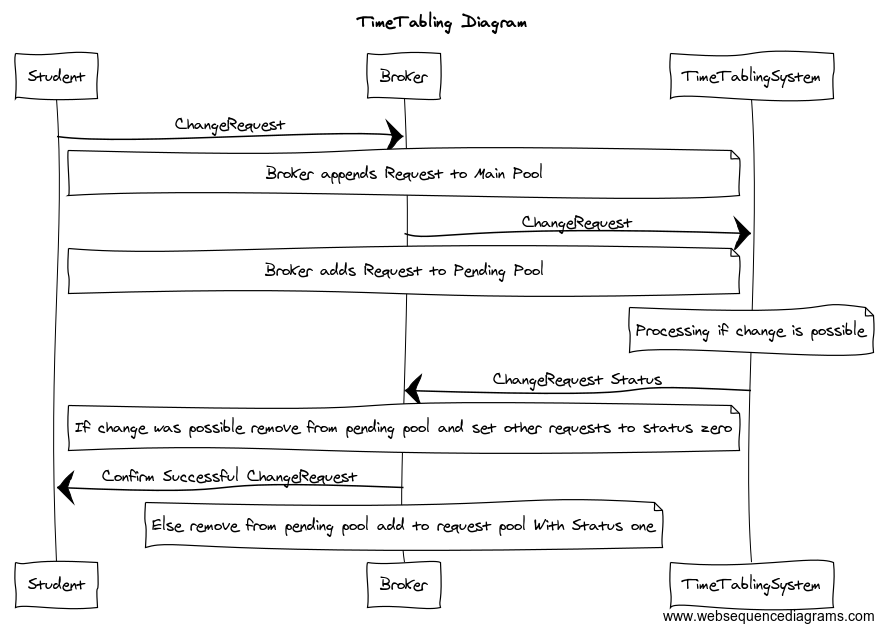 TimeTabling Diagram
Student
Broker
TimeTablingSystem
ChangeRequest
Broker appends Request to Main Pool
ChangeRequest
Broker adds Request to Pending Pool
Processing if change is possible
ChangeRequest Status
If change was possible remove from pending pool and set other requests to status zero
Confirm Successful ChangeRequest
Else remove from pending pool add to request pool With Status one
Student
Broker
TimeTablingSystem
www.websequencediagrams.com